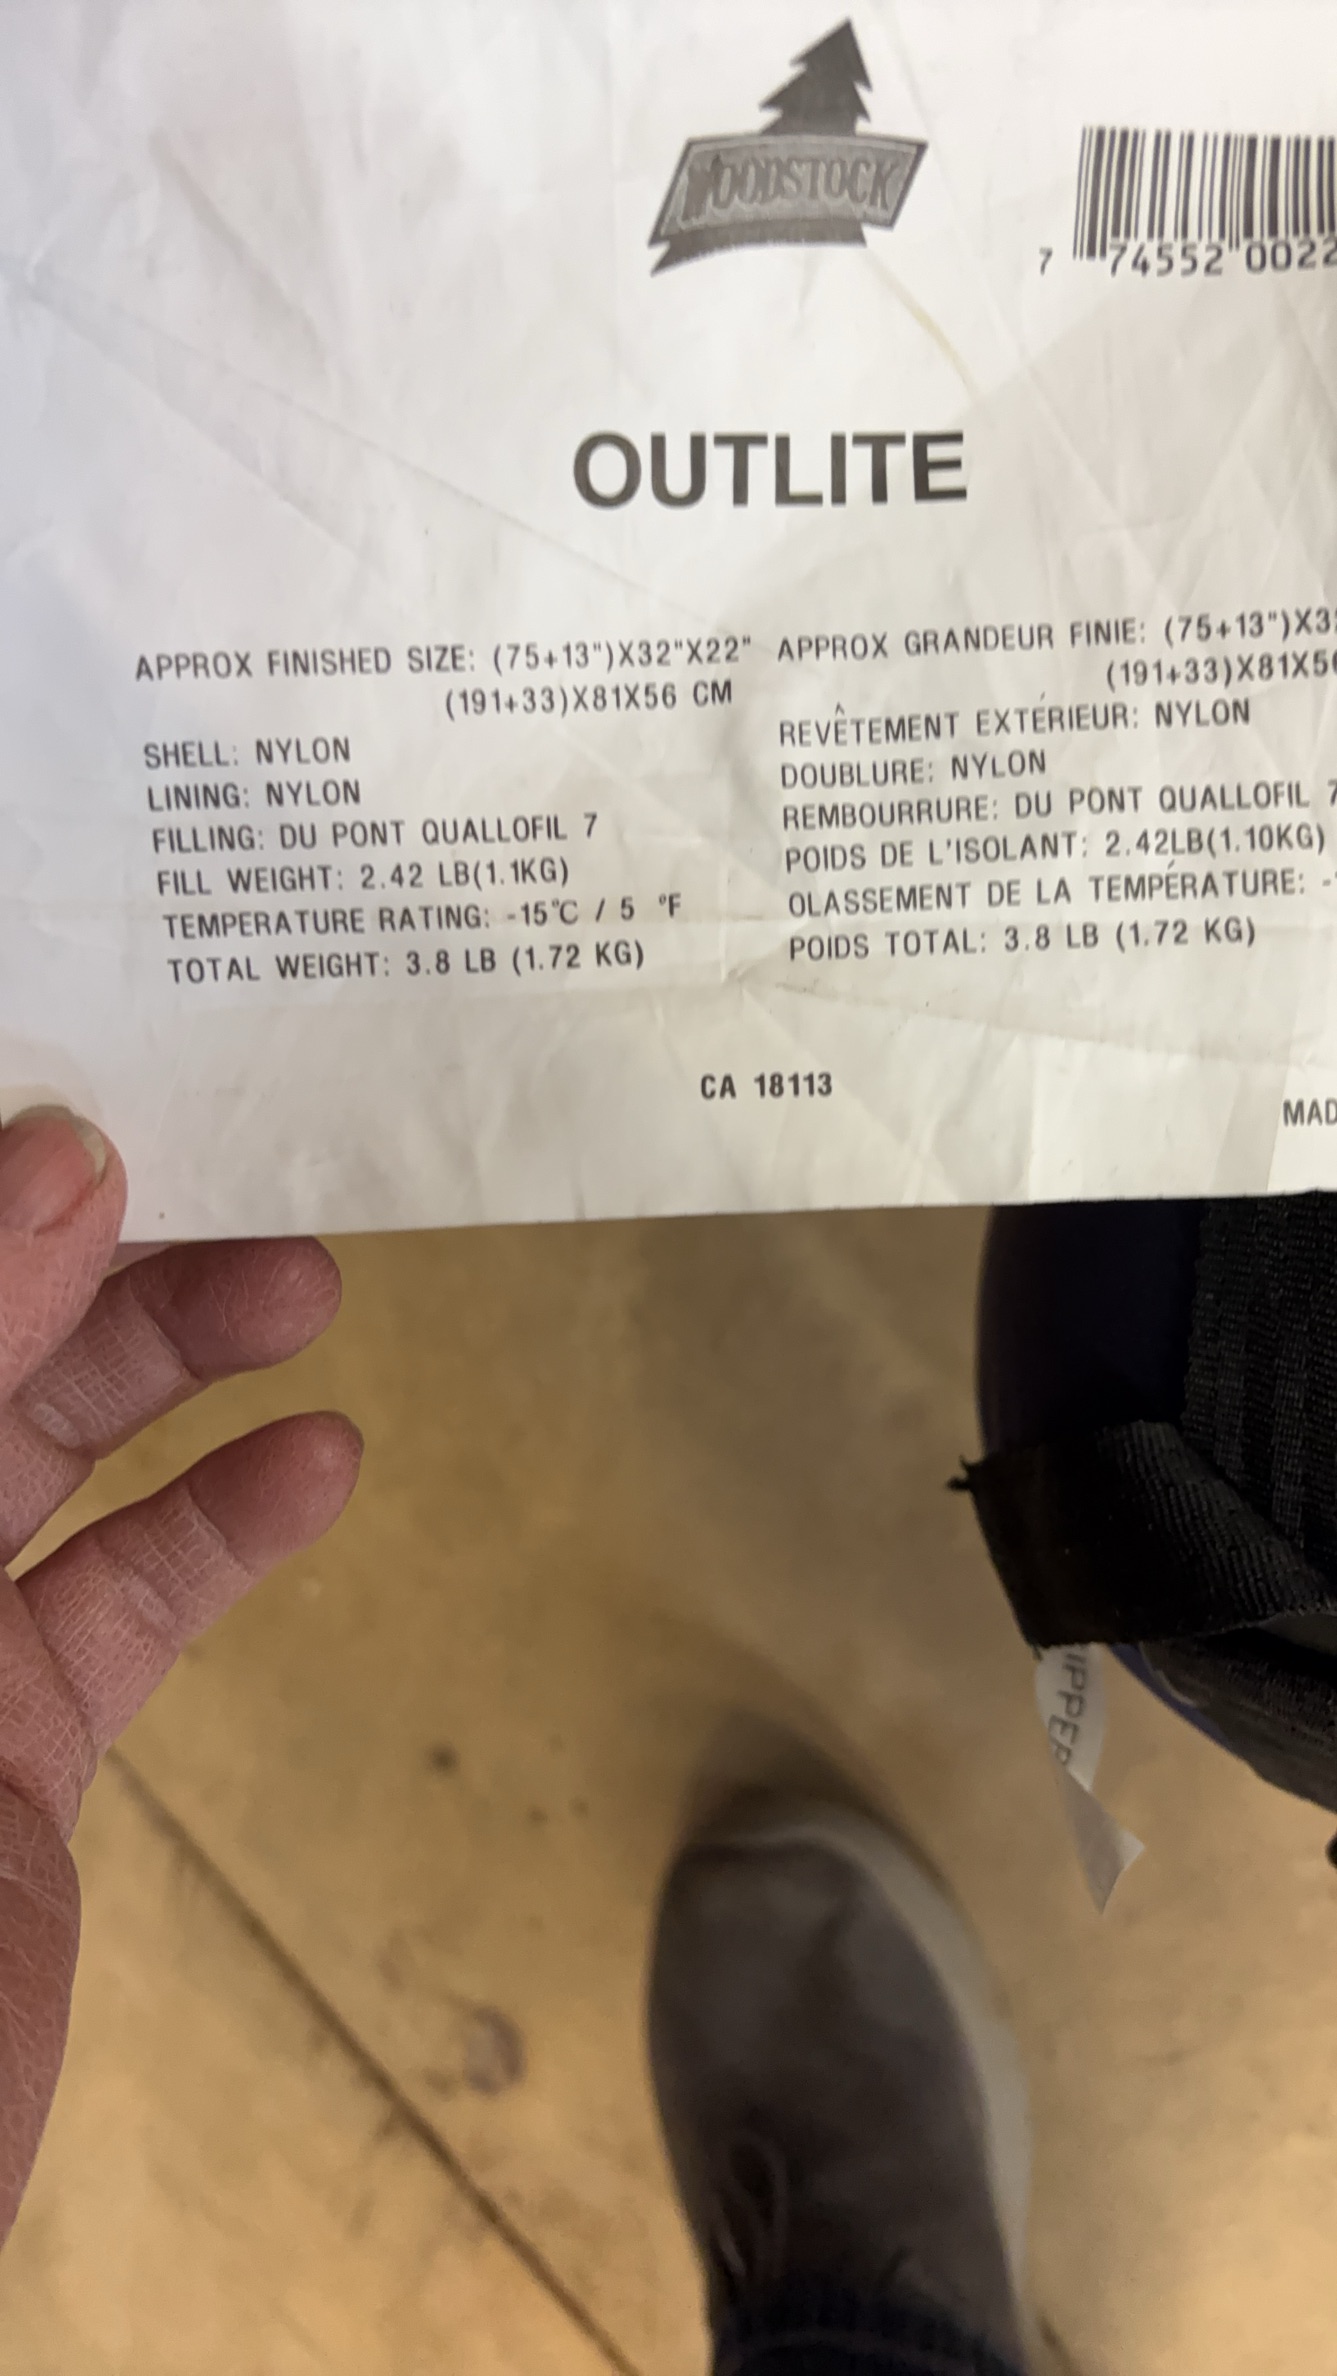 WOODSTOCK
7 74552 0022
OUTLITE
APPROX FINISHED SIZE: (75+13")X32"X22"
(191+33)X81X56 CM
SHELL: NYLON
LINING: NYLON
FILLING: DU PONT QUALLOFIL 7
FILL WEIGHT: 2.42 LB(1.1KG)
TEMPERATURE RATING: -15°C / 5 °F
TOTAL WEIGHT: 3.8 LB (1.72 KG)
APPROX GRANDEUR FINIE: (75+13")X3
(191+33)X81X5
REVÊTEMENT EXTÉRIEUR: NYLON
DOUBLURE: NYLON
REMBOURRURE: DU PONT QUALLOFIL 7
POIDS DE L'ISOLANT: 2.42LB(1.10KG)
OLASSEMENT DE LA TEMPÉRATURE: -
POIDS TOTAL: 3.8 LB (1.72 KG)
CA 18113
MAD
IPPER